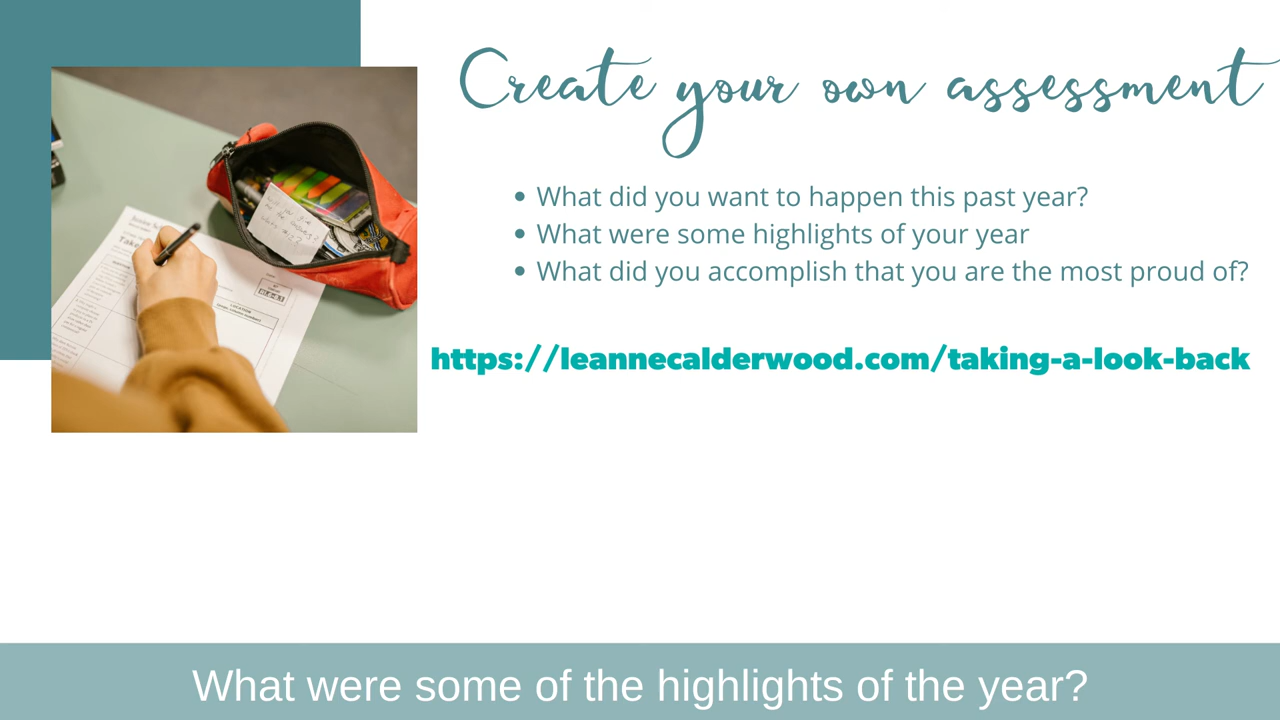 Create your own assessment
What did you want to happen this past year?
What were some highlights of your year
What did you accomplish that you are the most proud of?
https://leannecalderwood.com/taking-a-look-back
Take
LOCATION
What were some of the highlights of the year?